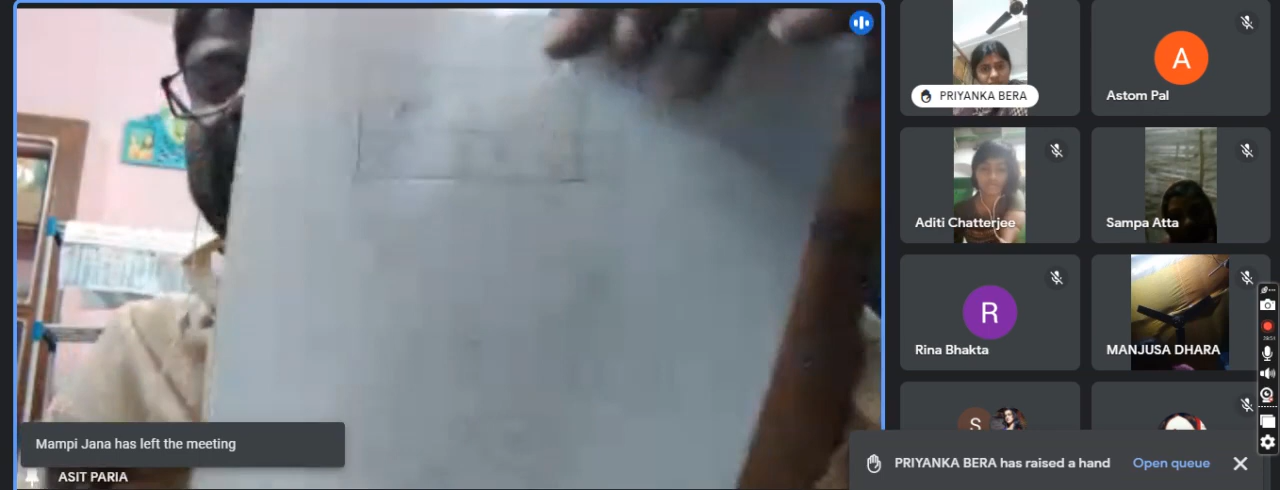 PRIYANKA BERA
A
Astom Pal
Aditi Chatterjee
Sampa Atta
R
Rina Bhakta
MANJUSA DHARA
S
Mampi Jana has left the meeting
PRIYANKA BERA has raised a hand
Open queue
ASIT PARIA